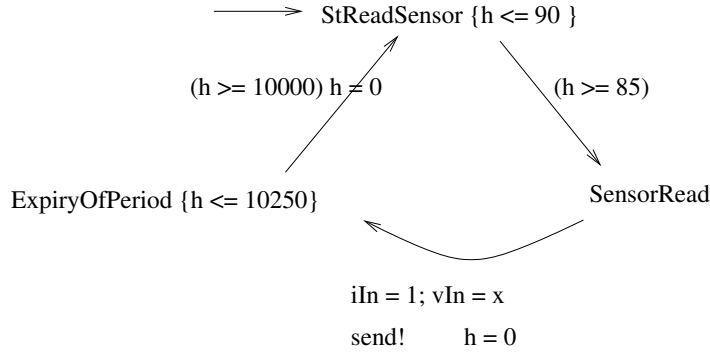 StReadSensor {h <= 90 }
(h >= 10000) h = 0
(h >= 85)
ExpiryOfPeriod {h <= 10250}
SensorRead
iIn = 1; vIn = x
send! h = 0